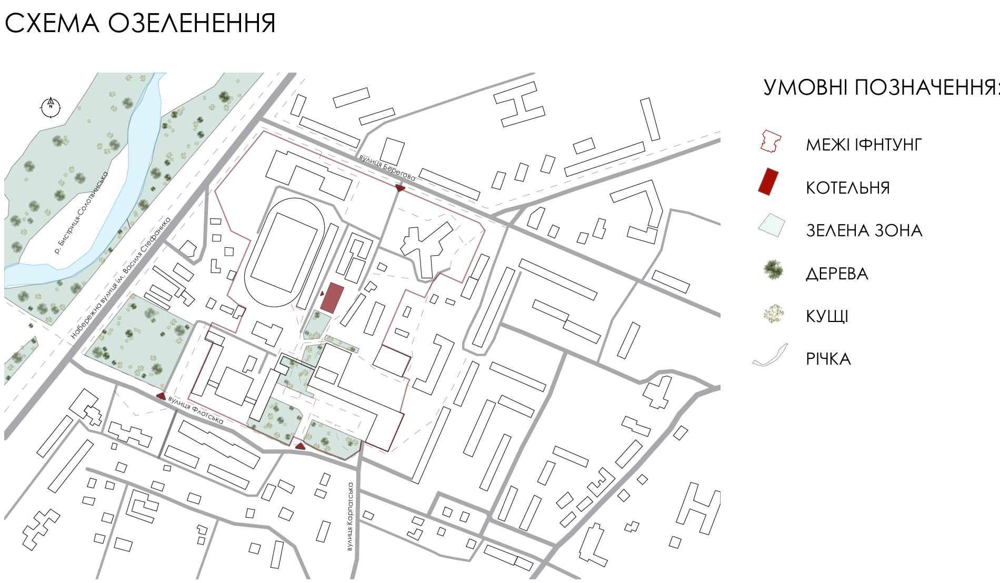 СХЕМА ОЗЕЛЕНЕННЯ
УМОВНІ ПОЗНАЧЕННЯ:
МЕЖІ ІФНТУНГ
КОТЕЛЬНЯ
ЗЕЛЕНА ЗОНА
ДЕРЕВА
КУЩІ
РІЧКА
N
р. Бистриця-Солотвинська
Набережна вулиця ім. Василя Стефаника
вулиця Берегова
вулиця Флотська
вулиця Карпатська